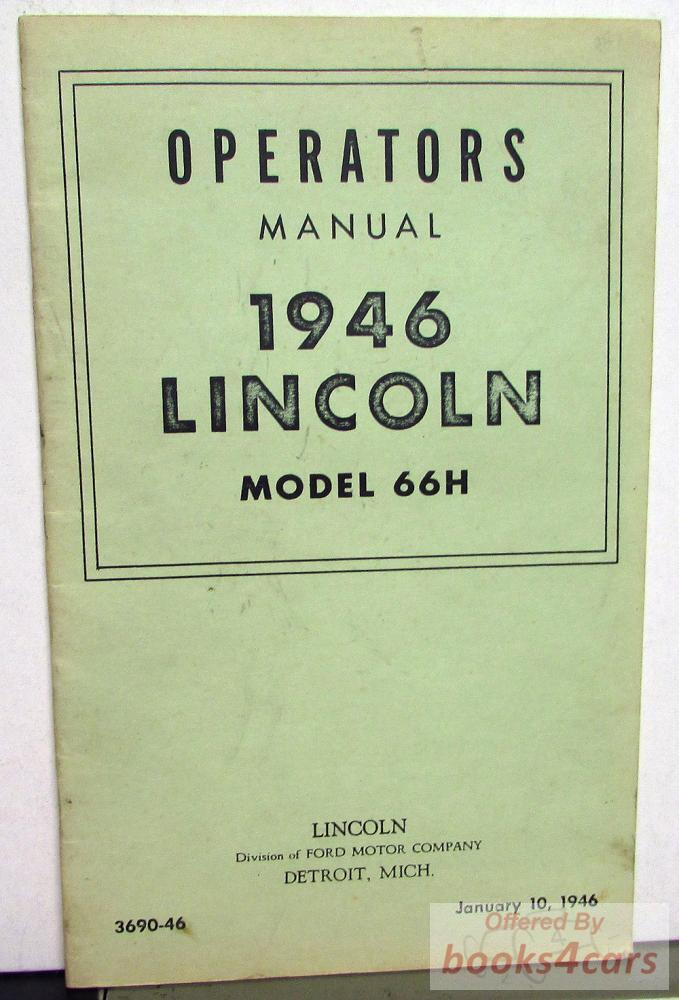 OPERATORS
MANUAL
1946
LINCOLN
MODEL 66H
LINCOLN
Division of FORD MOTOR COMPANY
DETROIT, MICH.
3690-46
January 10, 1946
Offered By
books4cars